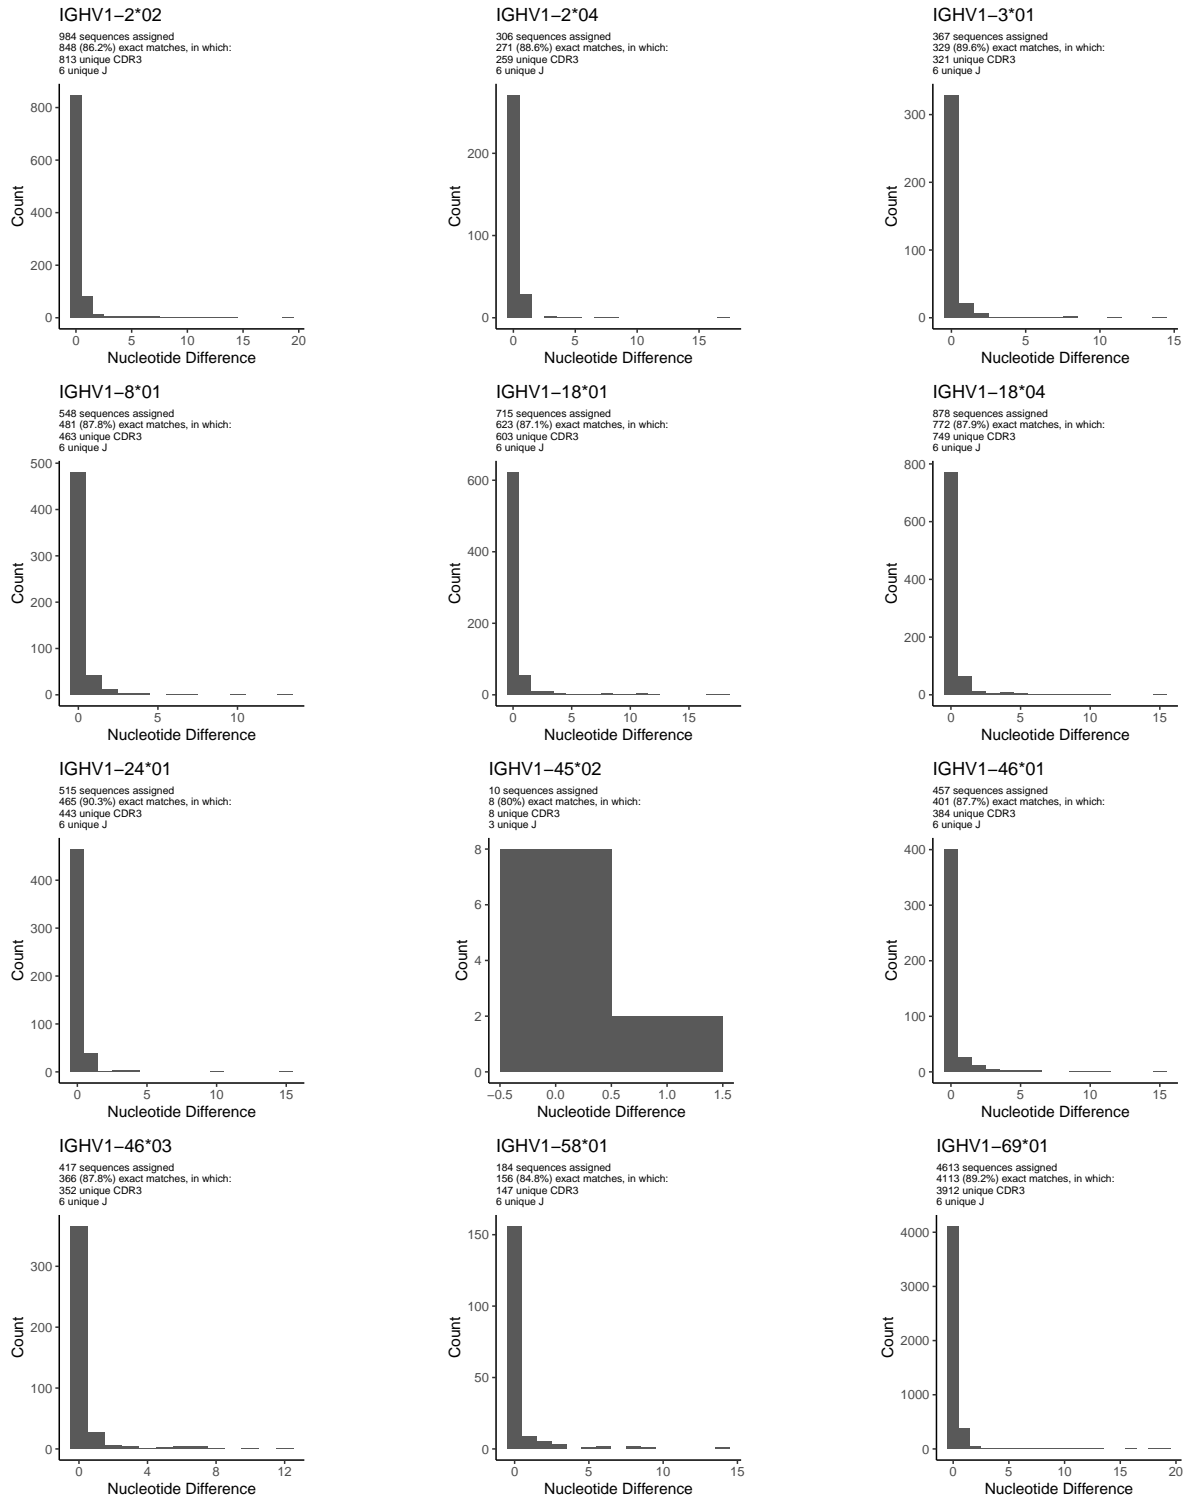 IGHV1−2*02
984 sequences assigned
848 (86.2%) exact matches, in which:
813 unique CDR3
6 unique J
800
600
400
200
0
Count
0 5 10 15 20
Nucleotide Difference
IGHV1−2*04
306 sequences assigned
271 (88.6%) exact matches, in which:
259 unique CDR3
6 unique J
200
100
0
Count
0 5 10 15
Nucleotide Difference
IGHV1−3*01
367 sequences assigned
329 (89.6%) exact matches, in which:
321 unique CDR3
6 unique J
300
200
100
0
Count
0 5 10 15
Nucleotide Difference
IGHV1−8*01
548 sequences assigned
481 (87.8%) exact matches, in which:
463 unique CDR3
6 unique J
500
400
300
200
100
0
Count
0 5 10
Nucleotide Difference
IGHV1−18*01
715 sequences assigned
623 (87.1%) exact matches, in which:
603 unique CDR3
6 unique J
600
400
200
0
Count
0 5 10 15
Nucleotide Difference
IGHV1−18*04
878 sequences assigned
772 (87.9%) exact matches, in which:
749 unique CDR3
6 unique J
800
600
400
200
0
Count
0 5 10 15
Nucleotide Difference
IGHV1−24*01
515 sequences assigned
465 (90.3%) exact matches, in which:
443 unique CDR3
6 unique J
400
300
200
100
0
Count
0 5 10 15
Nucleotide Difference
IGHV1−45*02
10 sequences assigned
8 (80%) exact matches, in which:
8 unique CDR3
3 unique J
8
6
4
2
0
Count
−0.5 0.0 0.5 1.0 1.5
Nucleotide Difference
IGHV1−46*01
457 sequences assigned
401 (87.7%) exact matches, in which:
384 unique CDR3
6 unique J
400
300
200
100
0
Count
0 5 10 15
Nucleotide Difference
IGHV1−46*03
417 sequences assigned
366 (87.8%) exact matches, in which:
352 unique CDR3
6 unique J
300
200
100
0
Count
0 4 8 12
Nucleotide Difference
IGHV1−58*01
184 sequences assigned
156 (84.8%) exact matches, in which:
147 unique CDR3
6 unique J
150
100
50
0
Count
0 5 10 15
Nucleotide Difference
IGHV1−69*01
4613 sequences assigned
4113 (89.2%) exact matches, in which:
3912 unique CDR3
6 unique J
4000
3000
2000
1000
0
Count
0 5 10 15 20
Nucleotide Difference